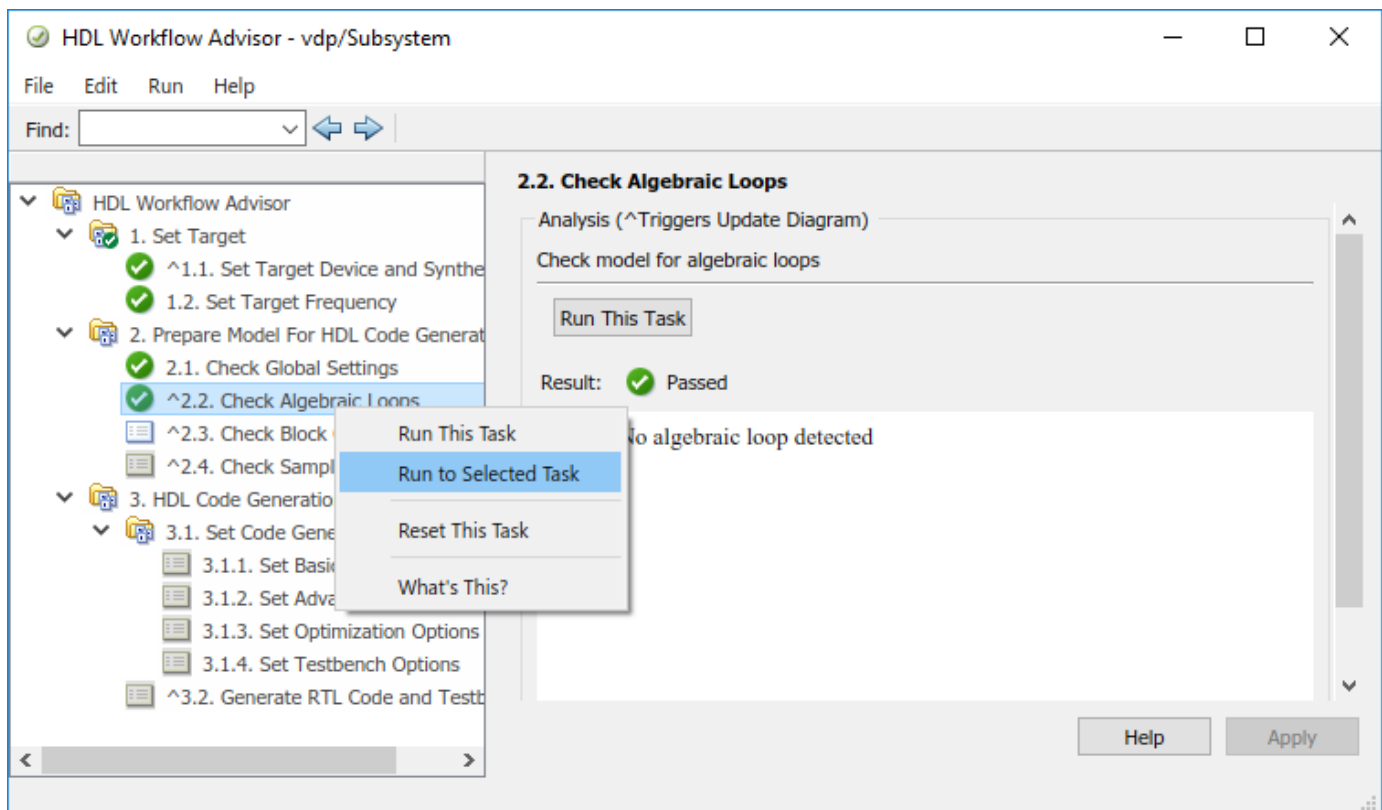 HDL Workflow Advisor - vdp/Subsystem
File Edit Run Help
Find:
HDL Workflow Advisor
1. Set Target
^1.1. Set Target Device and Synthe
1.2. Set Target Frequency
2. Prepare Model For HDL Code Generat
2.1. Check Global Settings
^2.2. Check Algebraic Loops
^2.3. Check Block
^2.4. Check Sampl
3. HDL Code Generatio
3.1. Set Code Gene
3.1.1. Set Basic
3.1.2. Set Adva
3.1.3. Set Optimization Options
3.1.4. Set Testbench Options
^3.2. Generate RTL Code and Testb
Run This Task
Run to Selected Task
Reset This Task
What's This?
2.2. Check Algebraic Loops
Analysis (^Triggers Update Diagram)
Check model for algebraic loops
Run This Task
Result: Passed
No algebraic loop detected
Help Apply